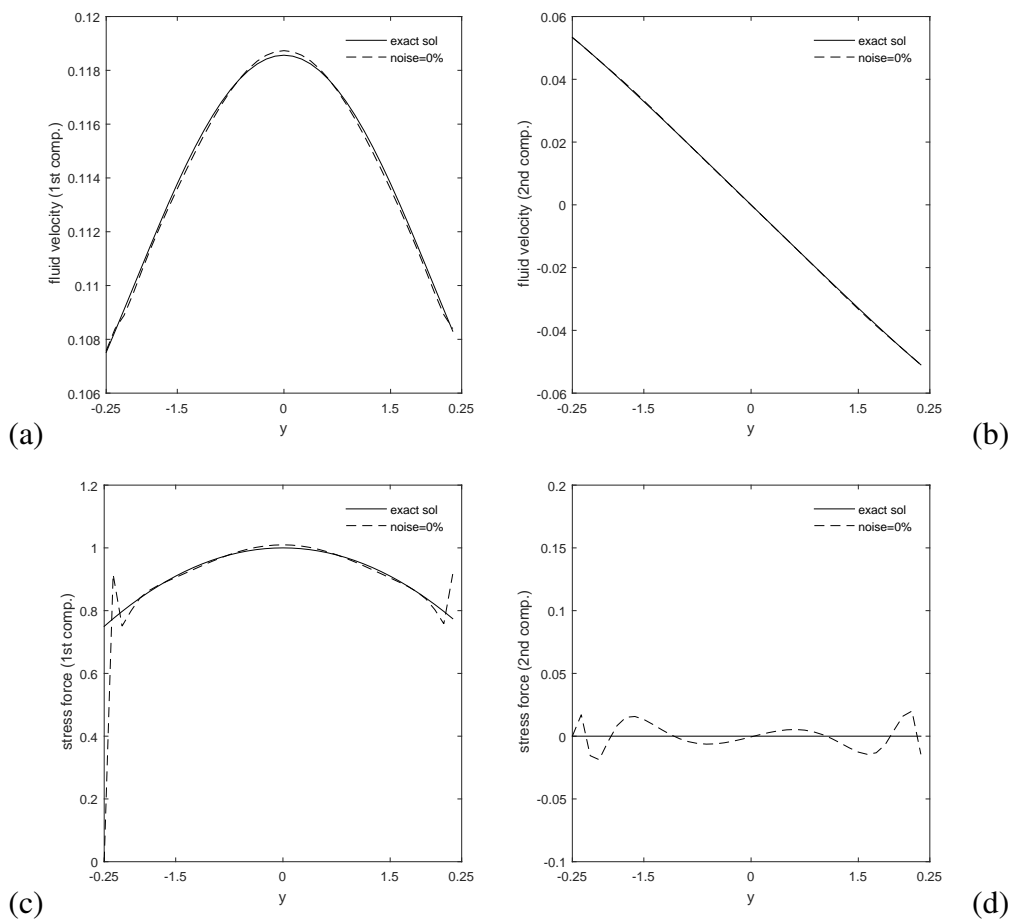 0.12
0.118
0.116
0.114
0.112
0.11
0.108
0.106
-0.25 -1.5 0 1.5 0.25
y
fluid velocity (1st comp.)
exact sol
noise=0%
(a)
0.06
0.04
0.02
0
-0.02
-0.04
-0.06
-0.25 -1.5 0 1.5 0.25
y
fluid velocity (2nd comp.)
exact sol
noise=0%
(b)
1.2
1
0.8
0.6
0.4
0.2
0
-0.25 -1.5 0 1.5 0.25
y
stress force (1st comp.)
exact sol
noise=0%
(c)
0.2
0.15
0.1
0.05
0
-0.05
-0.1
-0.25 -1.5 0 1.5 0.25
y
stress force (2nd comp.)
exact sol
noise=0%
(d)